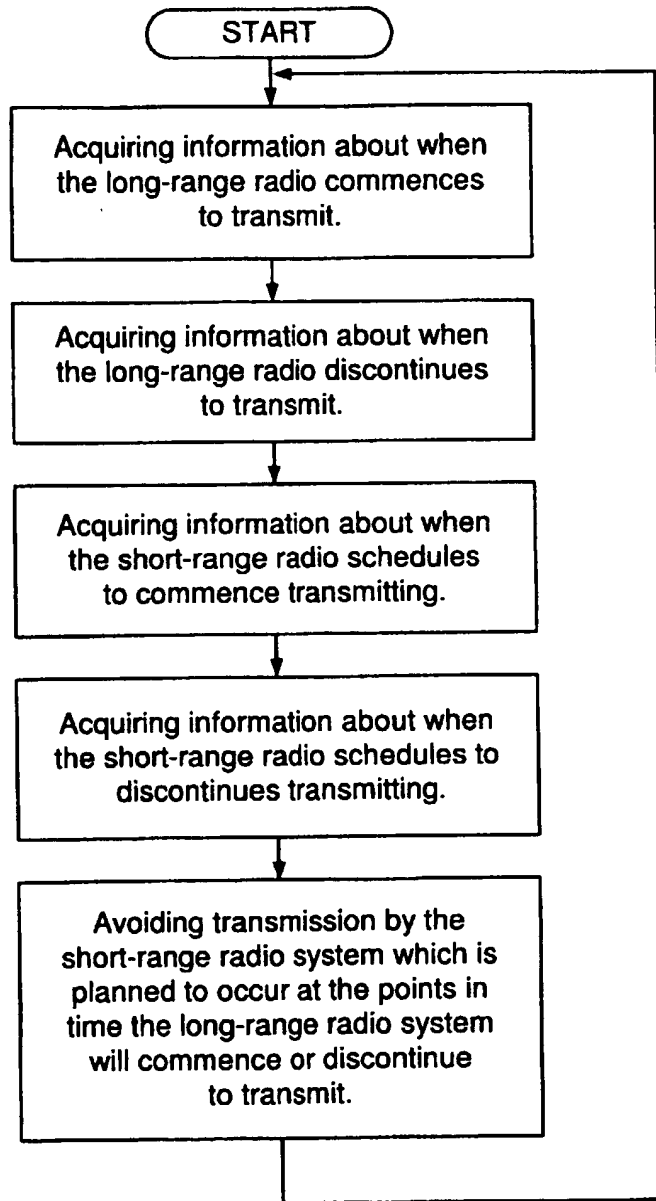 START
Acquiring information about when
the long-range radio commences
to transmit.
Acquiring information about when
the long-range radio discontinues
to transmit.
Acquiring information about when
the short-range radio schedules
to commence transmitting.
Acquiring information about when
the short-range radio schedules to
discontinues transmitting.
Avoiding transmission by the
short-range radio system which is
planned to occur at the points in
time the long-range radio system
will commence or discontinue
to transmit.